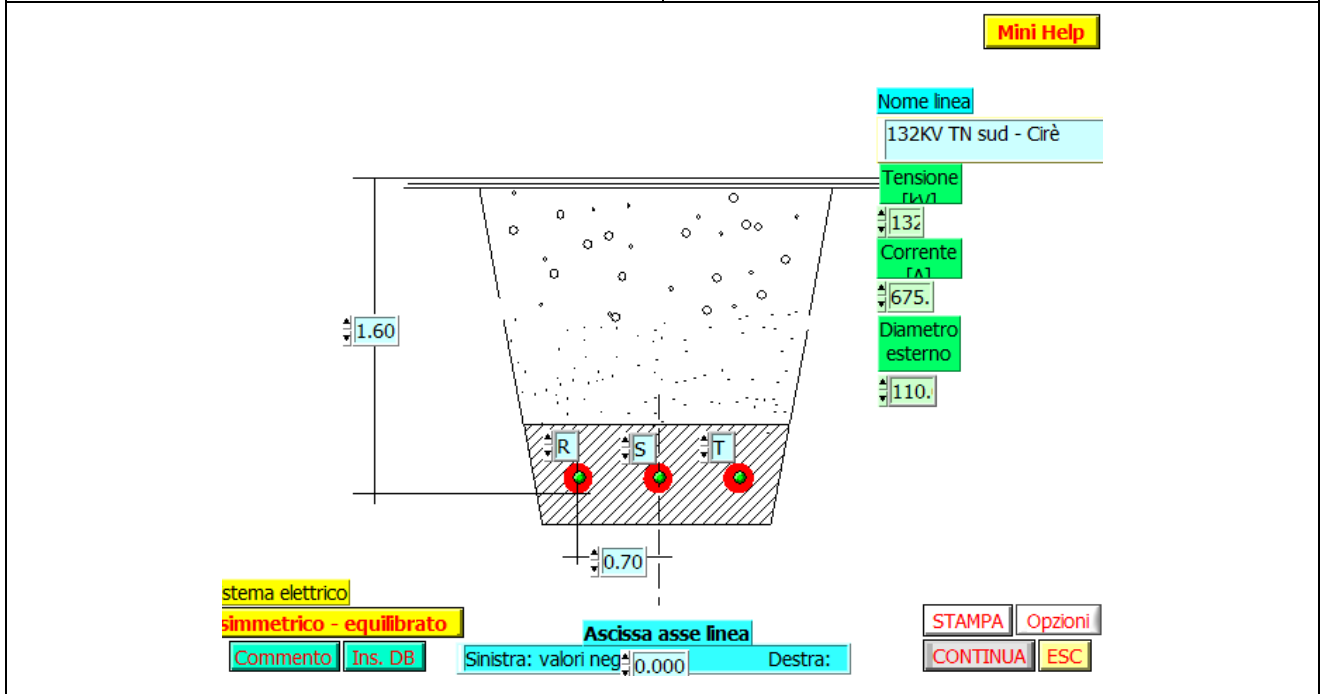 Mini Help
Nome linea
132KV TN sud - Cirè
Tensione
[kV]
132
Corrente
[A]
675.
Diametro
esterno
110.
1.60
R
S
T
0.70
stema elettrico
simmetrico - equilibrato
Commento
Ins. DB
Ascissa asse linea
Sinistra: valori neg
0.000
Destra:
STAMPA
Opzioni
CONTINUA
ESC